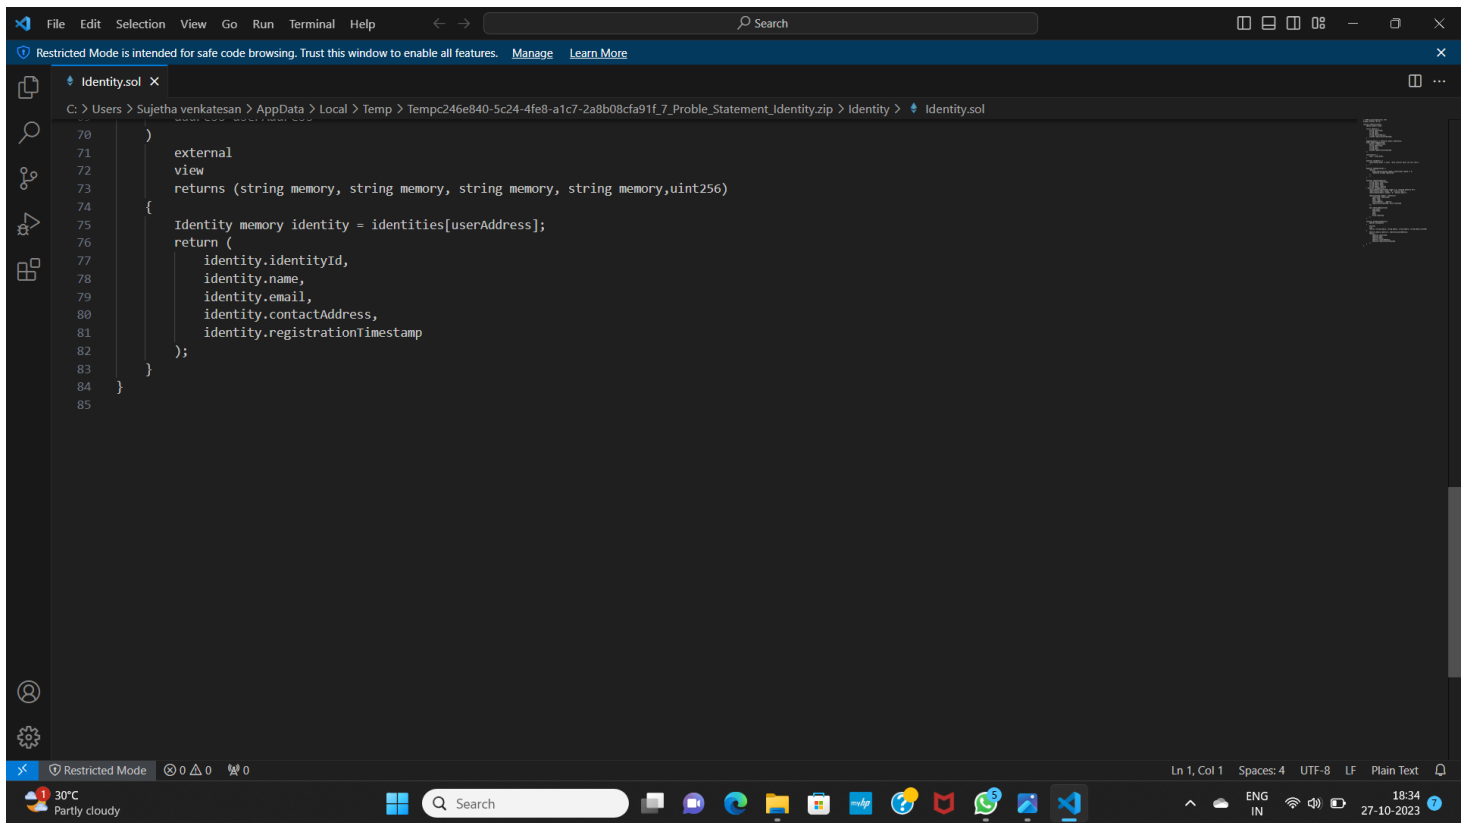 File Edit Selection View Go Run Terminal Help
Search
Restricted Mode is intended for safe code browsing. Trust this window to enable all features. Manage Learn More
Identity.sol
C: > Users > Sujetha venkatesan > AppData > Local > Temp > Tempc246e840-5c24-4fe8-a1c7-2a8b08cfa91f_7_Proble_Statement_Identity.zip > Identity > Identity.sol
70 )
71 external
72 view
73 returns (string memory, string memory, string memory, string memory,uint256)
74 {
75 Identity memory identity = identities[userAddress];
76 return (
77 identity.identityId,
78 identity.name,
79 identity.email,
80 identity.contactAddress,
81 identity.registrationTimestamp
82 );
83 }
84 }
85
Restricted Mode 0 0 0
Ln 1, Col 1 Spaces: 4 UTF-8 LF Plain Text
1
30°C
Partly cloudy
Search
myhp
5
ENG
IN
18:34
27-10-2023
7